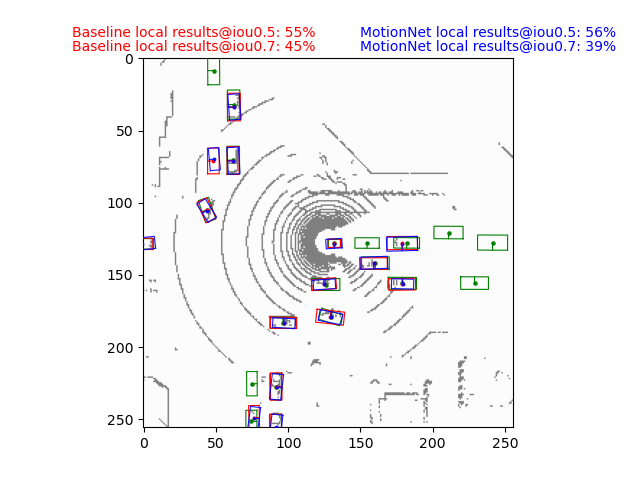 Baseline local results@iou0.5: 55% MotionNet local results@iou0.5: 56%
Baseline local results@iou0.7: 45% MotionNet local results@iou0.7: 39%
0
50
100
150
200
250
0 50 100 150 200 250